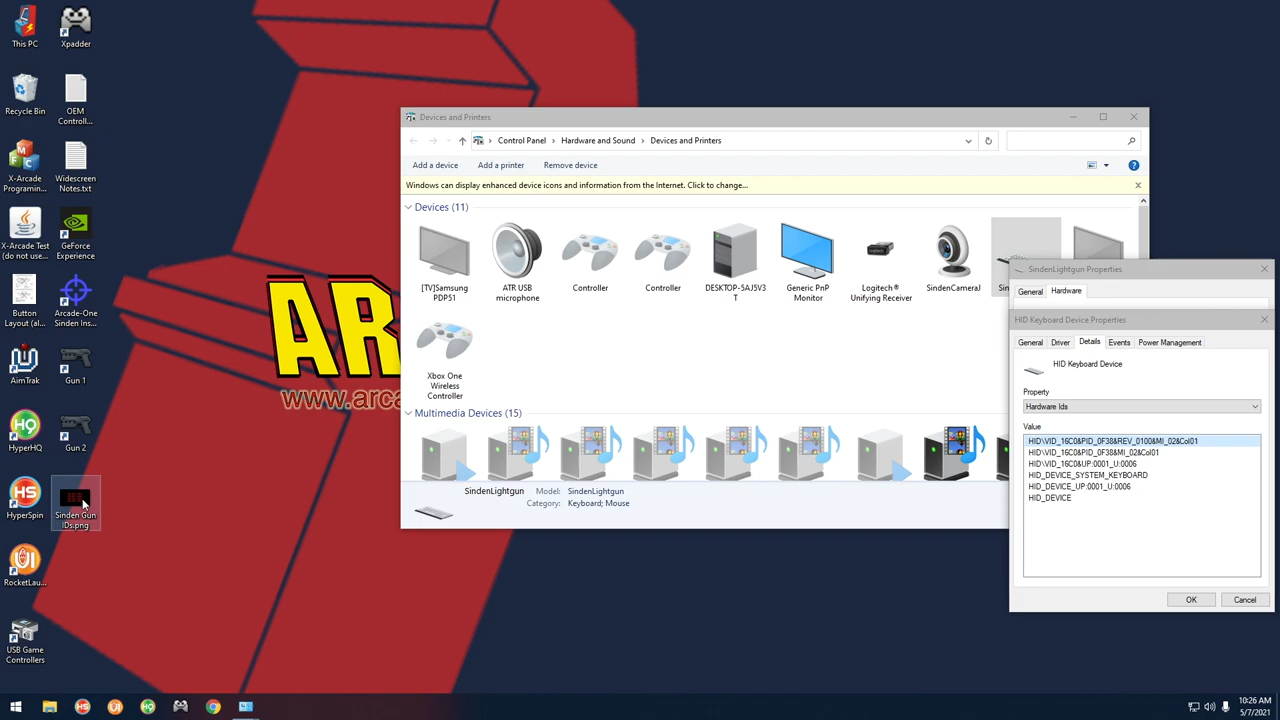 This PC
Xpadder
Recycle Bin
OEM
Controll...
X-Arcade
Programin...
Widescreen
Notes.txt
X-Arcade Test
(do not use...
GeForce
Experience
Button
Layout (al...
Arcade-One
Sinden Ins...
AimTrak
Gun 1
HyperHQ
Gun 2
HyperSpin
Sinden Gun
IDs.png
RocketLau...
USB Game
Controllers
AR
www.arca
Devices and Printers
Control Panel > Hardware and Sound > Devices and Printers
Add a device
Add a printer
Remove device
Windows can display enhanced device icons and information from the Internet. Click to change...
Devices (11)
[TV]Samsung
PDP51
ATR USB
microphone
Controller
Controller
DESKTOP-5AJ5V3
T
Generic PnP
Monitor
Logitech®
Unifying Receiver
SindenCameraJ
Xbox One
Wireless
Controller
Multimedia Devices (15)
SindenLightgun
Model: SindenLightgun
Category: Keyboard; Mouse
SindenLightgun Properties
General
Hardware
HID Keyboard Device Properties
General
Driver
Details
Events
Power Management
HID Keyboard Device
Property
Hardware Ids
Value
HID\VID_16C0&PID_0F38&REV_0100&MI_02&Col01
HID\VID_16C0&PID_0F38&MI_02&Col01
HID\VID_16C0&UP:0001_U:0006
HID_DEVICE_SYSTEM_KEYBOARD
HID_DEVICE_UP:0001_U:0006
HID_DEVICE
OK
Cancel
10:26 AM
5/7/2021